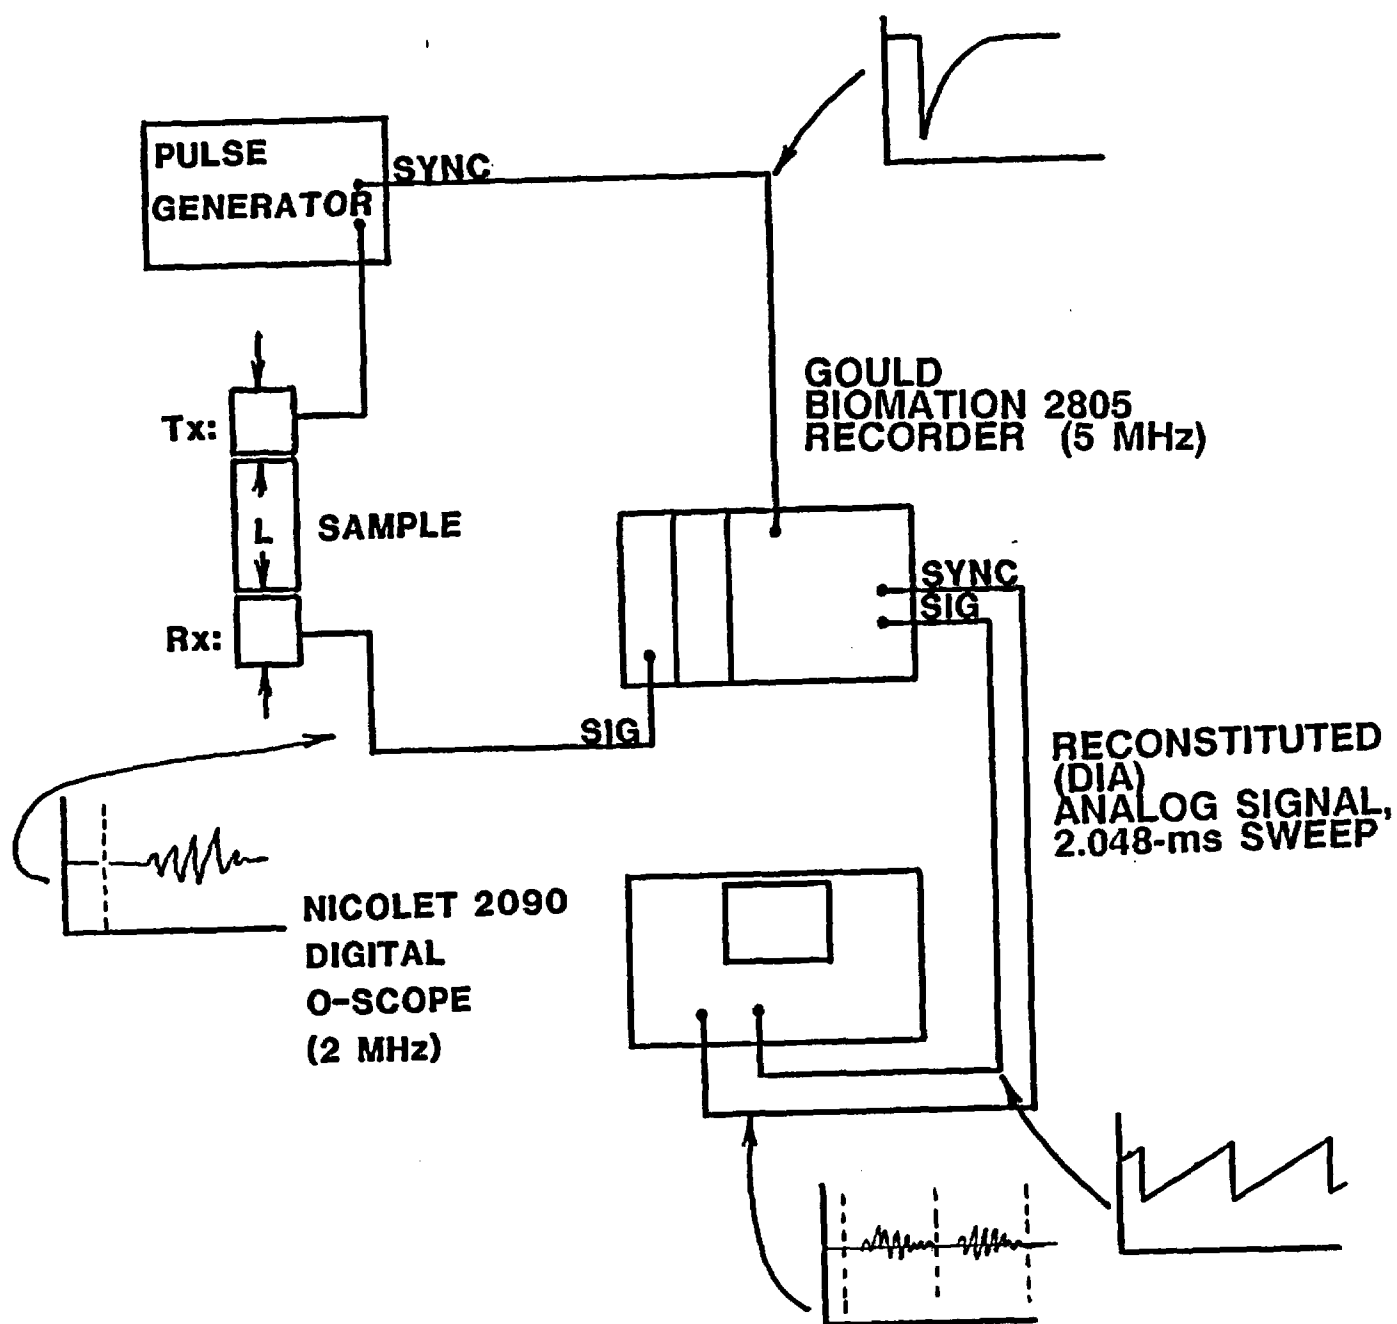 PULSE
GENERATOR
SYNC
GOULD
BIOMATION 2805
RECORDER (5 MHz)
Tx:
L
SAMPLE
Rx:
SIG
SYNC
SIG
RECONSTITUTED
(DIA)
ANALOG SIGNAL,
2.048-ms SWEEP
NICOLET 2090
DIGITAL
O-SCOPE
(2 MHz)